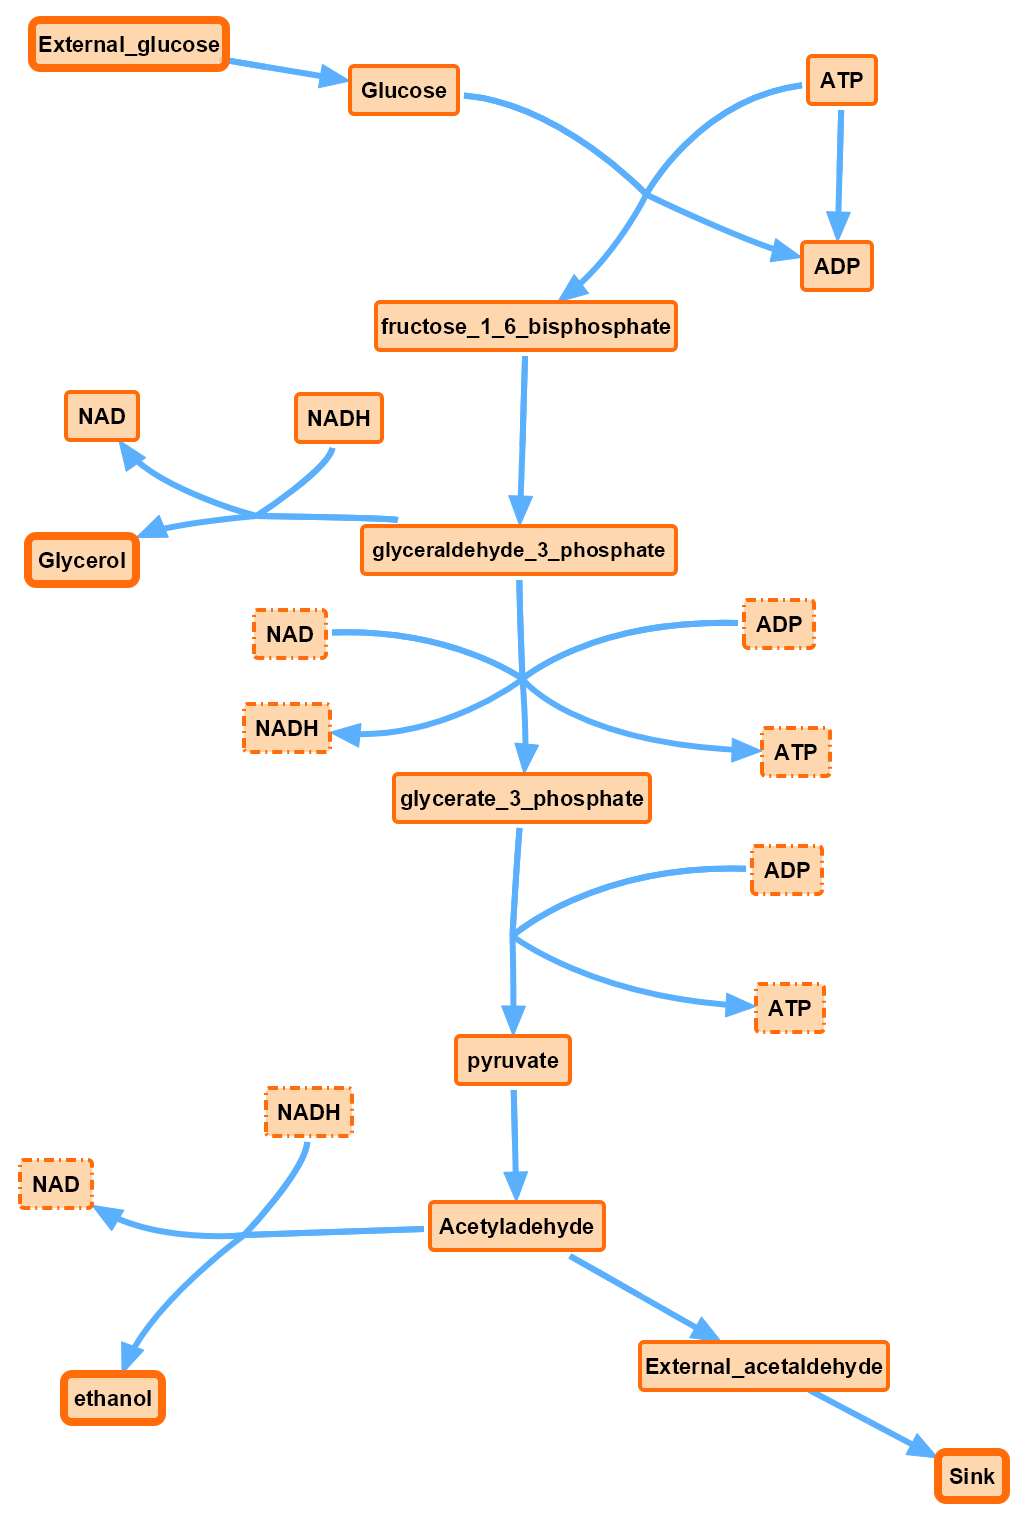 External_glucose
Glucose
ATP
ADP
fructose_1_6_bisphosphate
NAD
NADH
glyceraldehyde_3_phosphate
Glycerol
NAD
ADP
NADH
ATP
glycerate_3_phosphate
ADP
ATP
pyruvate
NADH
NAD
Acetyladehyde
External_acetaldehyde
ethanol
Sink